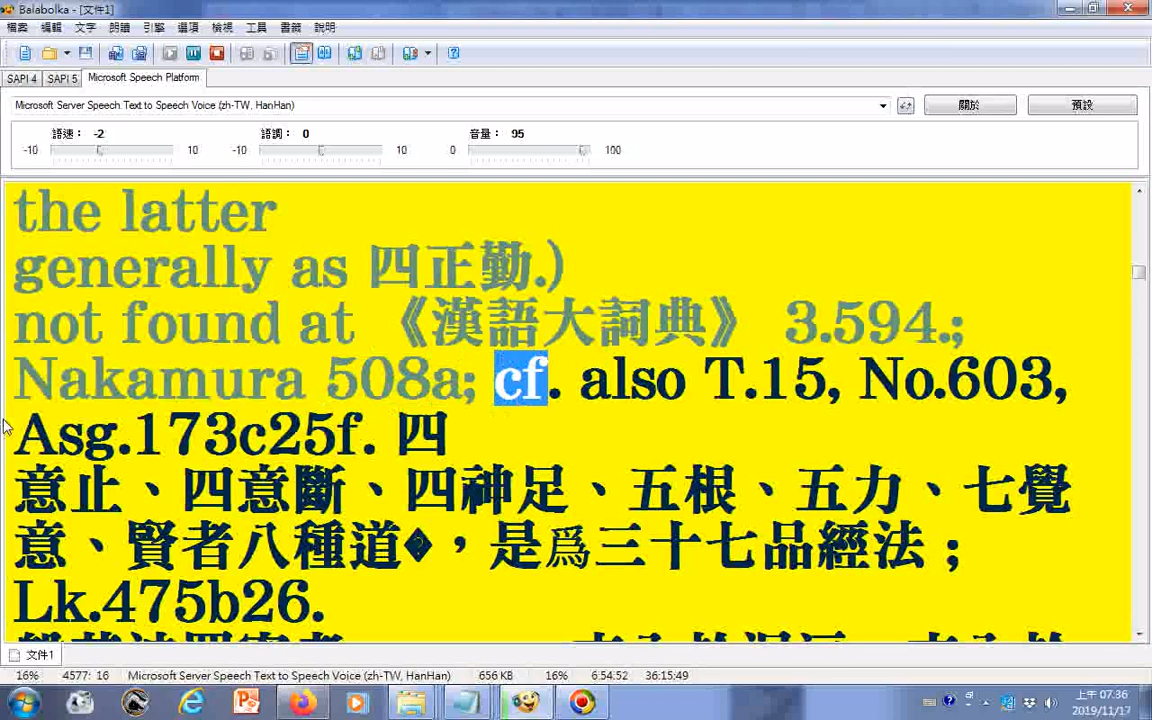 Balabolka - [文件1]
檔案 編輯 文字 朗讀 引擎 選項 檢視 工具 書籤 說明
SAPI 4 SAPI 5 Microsoft Speech Platform
Microsoft Server Speech Text to Speech Voice (zh-TW, HanHan) 關於 預設
語速： -2 語調： 0 音量： 95
-10 10 -10 10 0 100
the latter
generally as 四正勤.)
not found at 《漢語大詞典》 3.594.;
Nakamura 508a; cf. also T.15, No.603,
Asg.173c25f. 四
意止、四意斷、四神足、五根、五力、七覺
意、賢者八種道�，是爲三十七品經法；
Lk.475b26.
文件1
16% 4577: 16 Microsoft Server Speech Text to Speech Voice (zh-TW, HanHan) 656 KB 16% 6:54:52 36:15:49
上午 07:36
2019/11/17